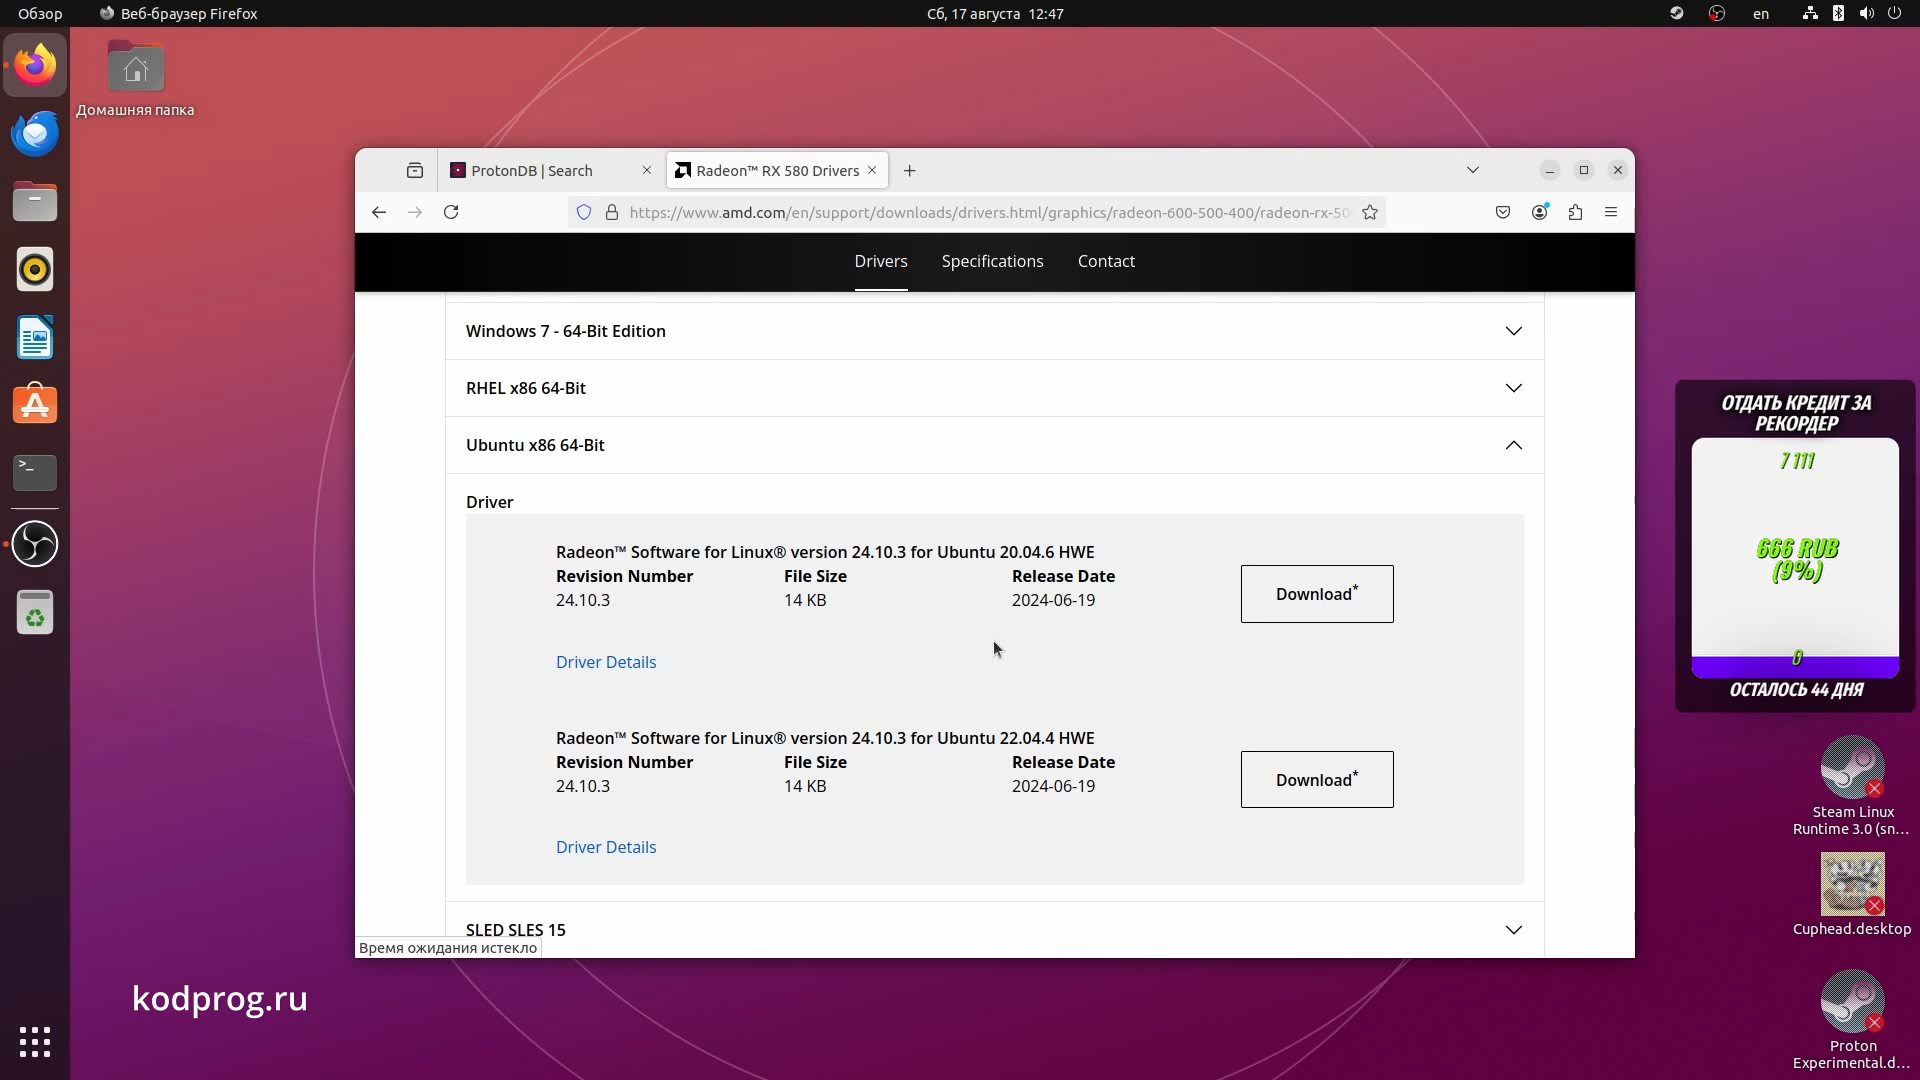 Обзор
Веб-браузер Firefox
Сб, 17 августа 12:47
en
Домашняя папка
ProtonDB | Search
Radeon™ RX 580 Drivers
https://www.amd.com/en/support/downloads/drivers.html/graphics/radeon-600-500-400/radeon-rx-50
Drivers
Specifications
Contact
Windows 7 - 64-Bit Edition
RHEL x86 64-Bit
Ubuntu x86 64-Bit
Driver
Radeon™ Software for Linux® version 24.10.3 for Ubuntu 20.04.6 HWE
Revision Number File Size Release Date
24.10.3 14 KB 2024-06-19
Download*
Driver Details
Radeon™ Software for Linux® version 24.10.3 for Ubuntu 22.04.4 HWE
Revision Number File Size Release Date
24.10.3 14 KB 2024-06-19
Download*
Driver Details
SLED SLES 15
Время ожидания истекло
ОТДАТЬ КРЕДИТ ЗА
РЕКОРДЕР
7 111
666 RUB
(9%)
0
ОСТАЛОСЬ 44 ДНЯ
Steam Linux
Runtime 3.0 (sn...
Cuphead.desktop
Proton
Experimental.d...
kodprog.ru